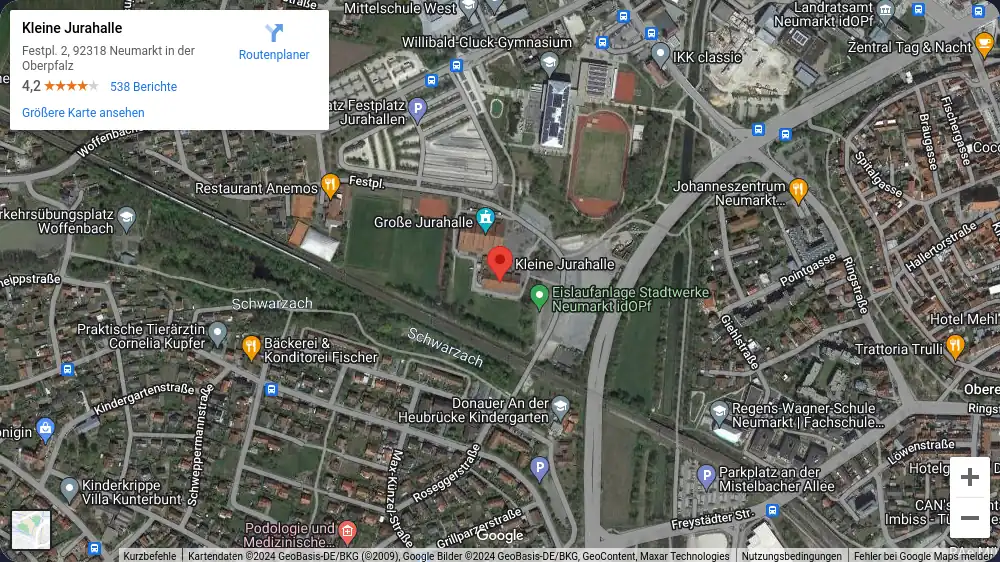 Kleine Jurahalle
Festpl. 2, 92318 Neumarkt in der
Oberpfalz
4,2
538 Berichte
Größere Karte ansehen
Routenplaner
Mittelschule West
Willibald-Gluck-Gymnasium
IKK classic
Landratsamt
Neumarkt idOPf
Zentral Tag & Nacht
atz Festplatz
Jurahallen
Woffenbach
Fischergasse
Bräugasse
Spitalgasse
Restaurant Anemos
Festpl.
Johanneszentrum
Neumarkt...
rkehrsübungsplatz
Woffenbach
Große Jurahalle
Kleine Jurahalle
Hallertorstraße
Pointgasse
Ringstraße
neippstraße
Schwarzach
Eislaufanlage Stadtwerke
Neumarkt idOPf
Giehlstraße
Hotel Mehl
Praktische Tierärztin
Cornelia Kupfer
Bäckerei &
Konditorei Fischer
Schwarzach
Trattoria Trulli
Kindergartenstraße
Schweppermannstraße
Donauer An der
Heubrücke Kindergarten
Regens-Wagner-Schule
Neumarkt | Fachschule...
Obere
Rings
onigin
Löwenstraße
Max-Künzel-Straße
Roseggerstraße
Kinderkrippe
Villa Kunterbunt
Parkplatz an der
Mistelbacher Allee
Hotelg
CAN's
Imbiss - Tü
Freystädter Str.
Podologie und
Medizinische...
Grillparzerstraße
Google
Kurzbefehle
Kartendaten ©2024 GeoBasis-DE/BKG (©2009), Google Bilder ©2024 GeoBasis-DE/BKG, GeoContent, Maxar Technologies
Nutzungsbedingungen
Fehler bei Google Maps melden